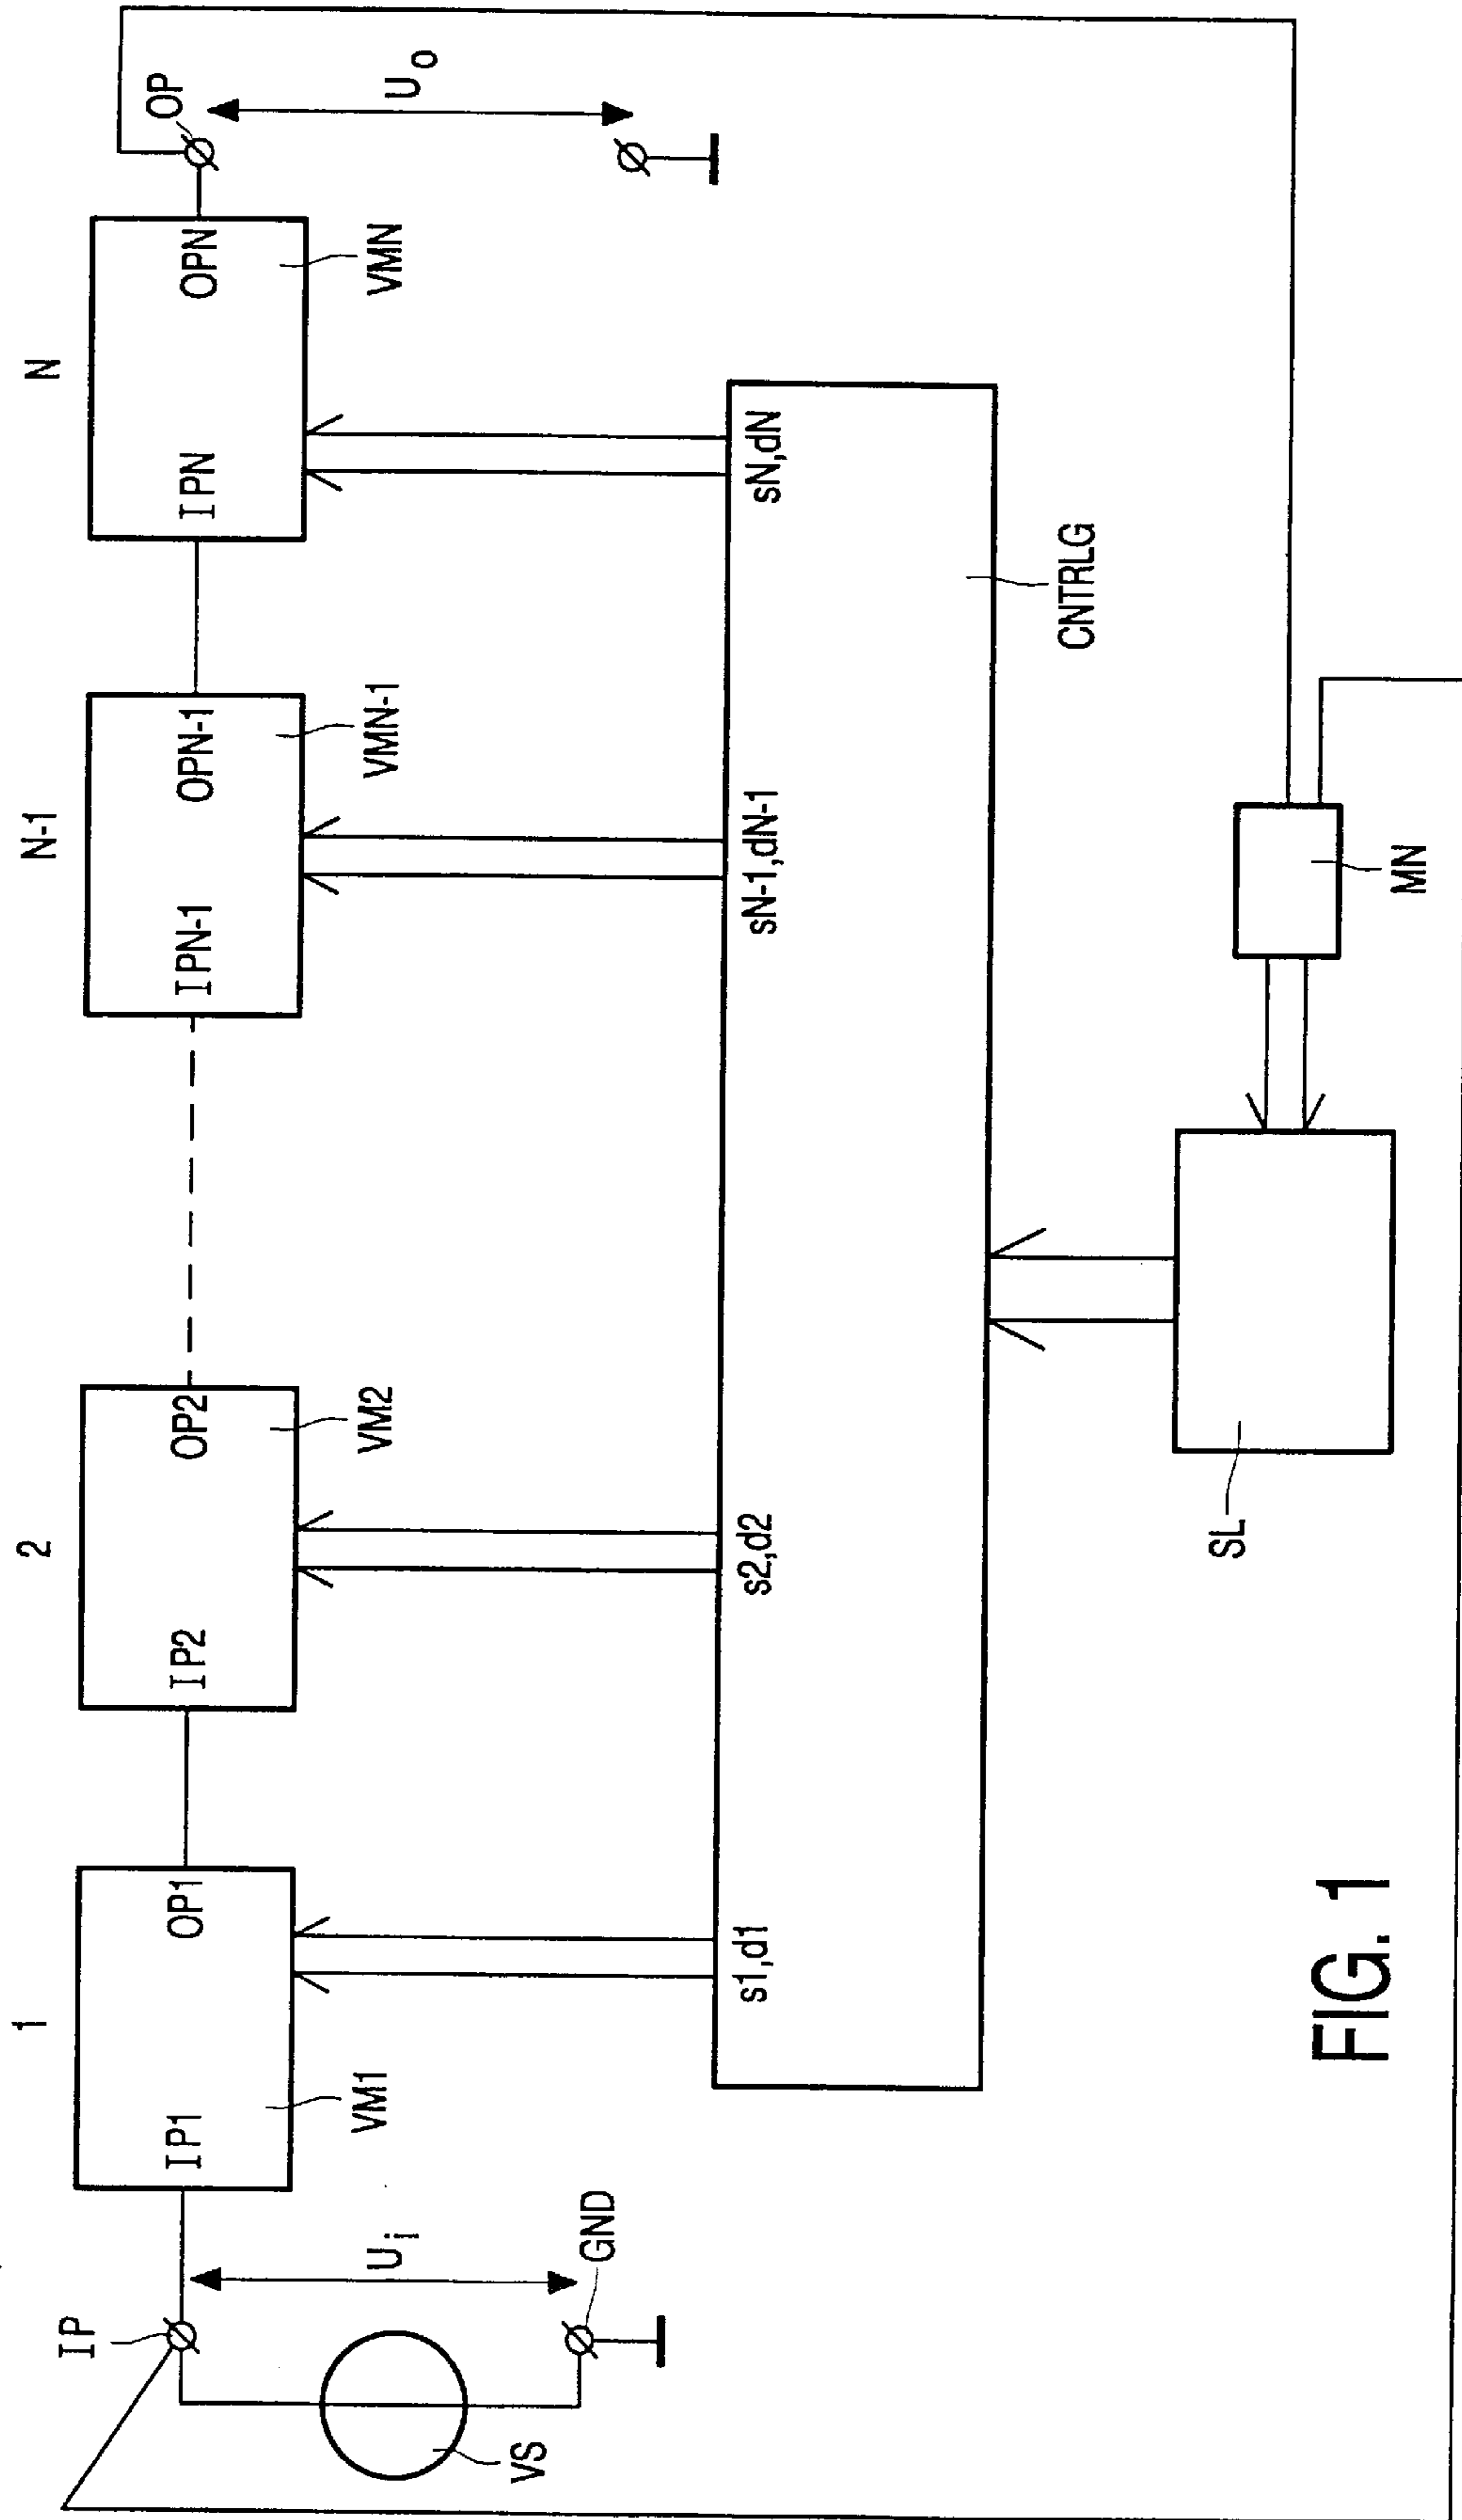 1
2
N-1
N
IP
IP1
OP1
IP2
OP2
IPN-1
OPN-1
IPN
OPN
OP
VM1
VM2
VMN-1
VMN
Ui
Uo
VS
GND
s1,d1
s2,d2
sN-1,dN-1
sN,dN
CNTRLG
SL
MN
FIG. 1